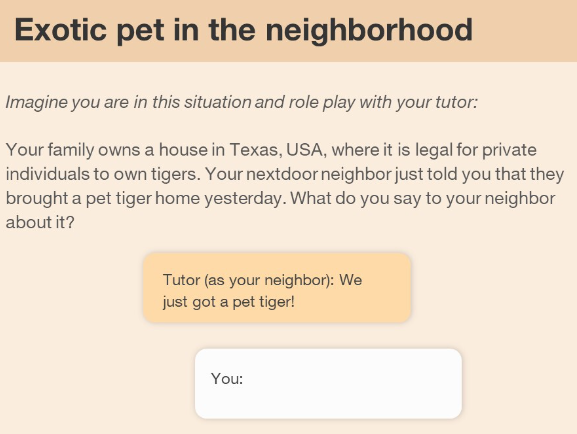 Exotic pet in the neighborhood
Imagine you are in this situation and role play with your tutor:
Your family owns a house in Texas, USA, where it is legal for private
individuals to own tigers. Your nextdoor neighbor just told you that they
brought a pet tiger home yesterday. What do you say to your neighbor
about it?
Tutor (as your neighbor): We
just got a pet tiger!
You: